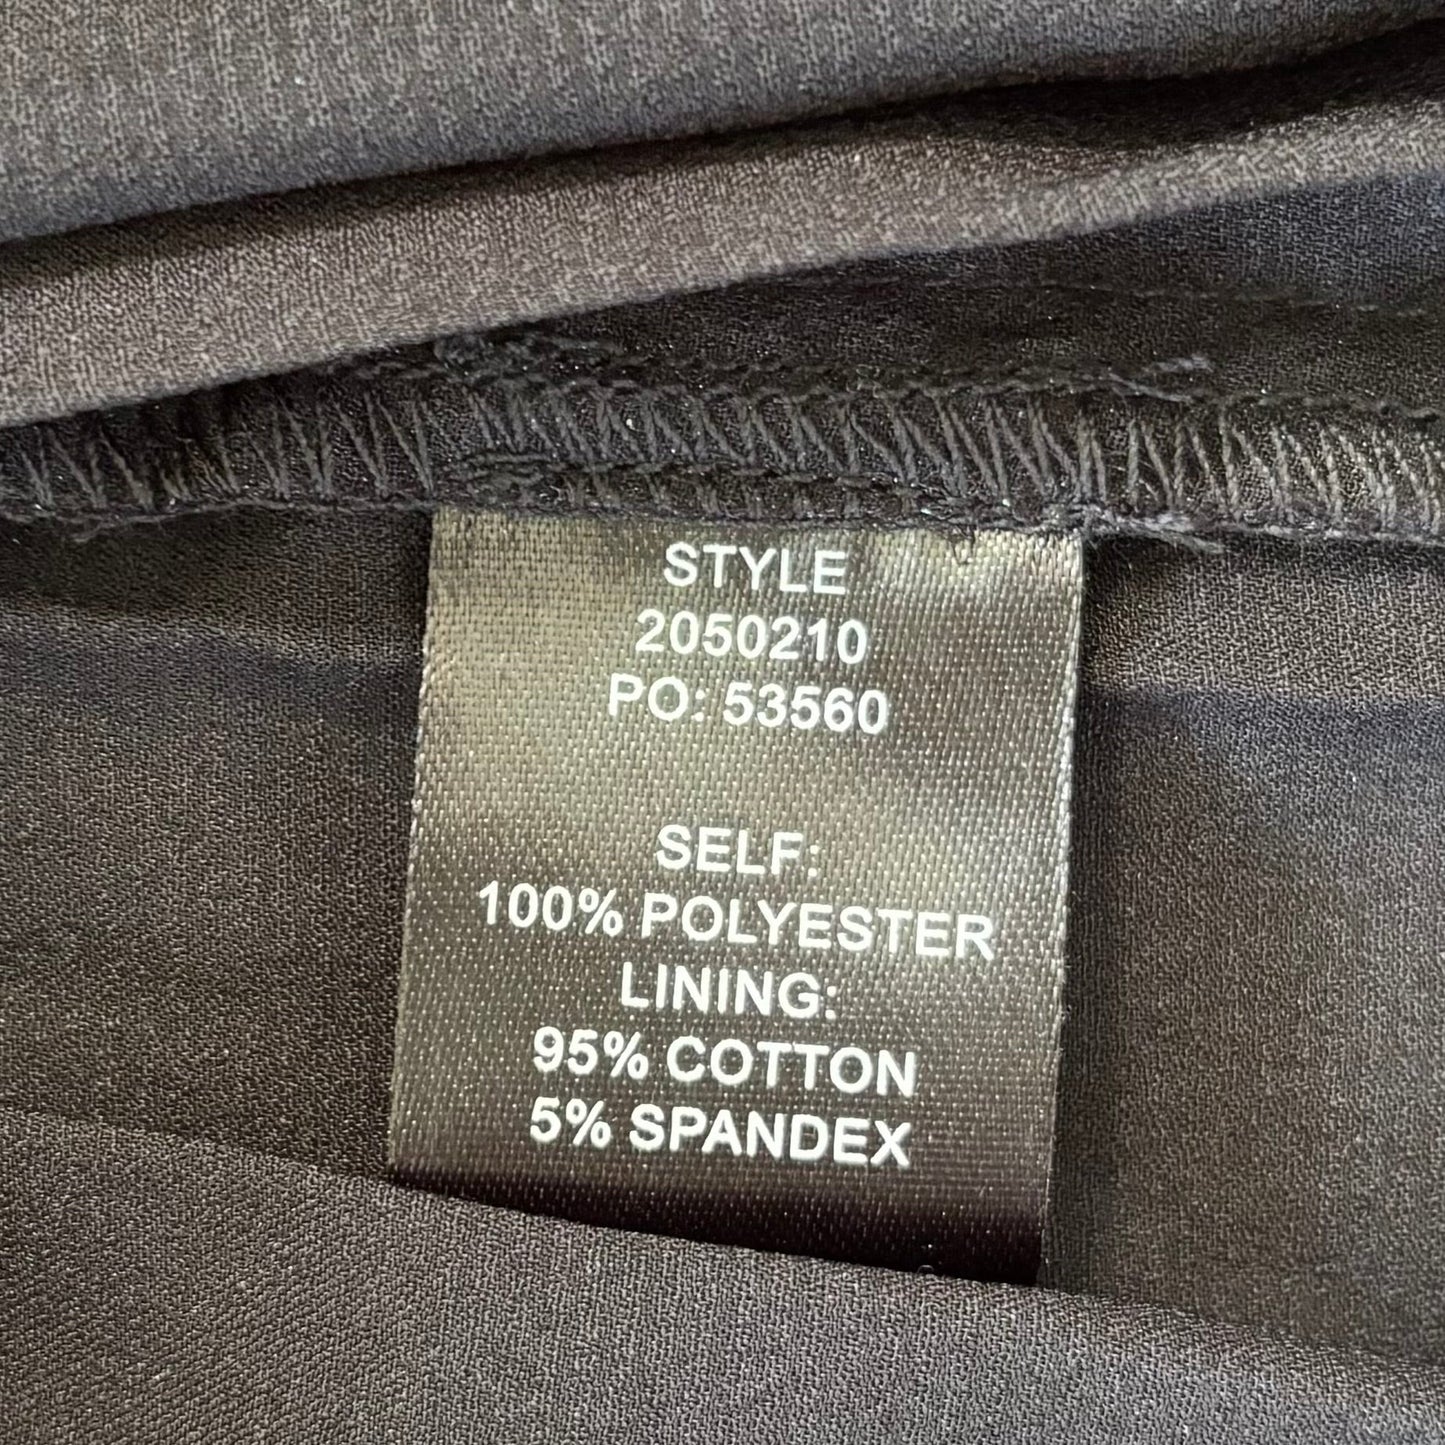 STYLE
2050210
PO: 53560
SELF:
100% POLYESTER
LINING:
95% COTTON
5% SPANDEX